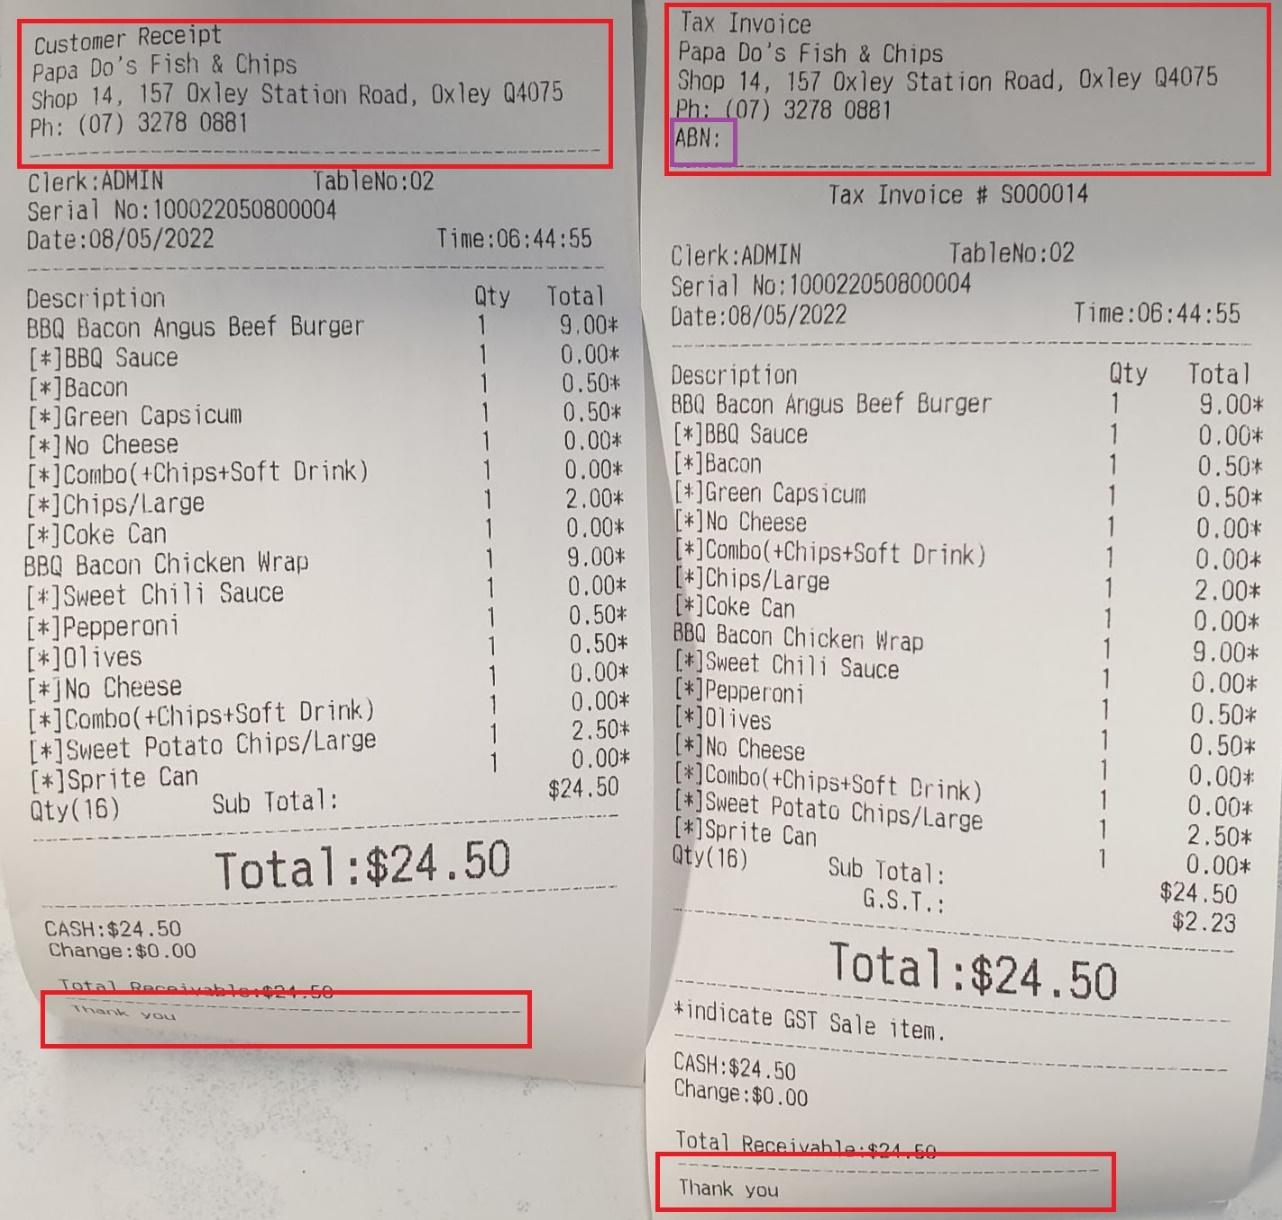 Customer Receipt
Papa Do's Fish & Chips
Shop 14, 157 Oxley Station Road, Oxley Q4075
Ph: (07) 3278 0881
Clerk:ADMIN TableNo:02
Serial No:100022050800004
Date:08/05/2022 Time:06:44:55
Description Qty Total
BBQ Bacon Angus Beef Burger 1 9.00*
[*]BBQ Sauce 1 0.00*
[*]Bacon 1 0.50*
[*]Green Capsicum 1 0.50*
[*]No Cheese 1 0.00*
[*]Combo(+Chips+Soft Drink) 1 0.00*
[*]Chips/Large 1 2.00*
[*]Coke Can 1 0.00*
BBQ Bacon Chicken Wrap 1 9.00*
[*]Sweet Chili Sauce 1 0.00*
[*]Pepperoni 1 0.50*
[*]Olives 1 0.50*
[*]No Cheese 1 0.00*
[*]Combo(+Chips+Soft Drink) 1 0.00*
[*]Sweet Potato Chips/Large 1 2.50*
[*]Sprite Can 1 0.00*
Qty(16) Sub Total: $24.50
Total:$24.50
CASH:$24.50
Change:$0.00
Total Receivable:$24.50
Thank you
Tax Invoice
Papa Do's Fish & Chips
Shop 14, 157 Oxley Station Road, Oxley Q4075
Ph: (07) 3278 0881
ABN:
Tax Invoice # S000014
Clerk:ADMIN TableNo:02
Serial No:100022050800004
Date:08/05/2022 Time:06:44:55
Description Qty Total
BBQ Bacon Angus Beef Burger 1 9.00*
[*]BBQ Sauce 1 0.00*
[*]Bacon 1 0.50*
[*]Green Capsicum 1 0.50*
[*]No Cheese 1 0.00*
[*]Combo(+Chips+Soft Drink) 1 0.00*
[*]Chips/Large 1 2.00*
[*]Coke Can 1 0.00*
BBQ Bacon Chicken Wrap 1 9.00*
[*]Sweet Chili Sauce 1 0.00*
[*]Pepperoni 1 0.50*
[*]Olives 1 0.50*
[*]No Cheese 1 0.00*
[*]Combo(+Chips+Soft Drink) 1 0.00*
[*]Sweet Potato Chips/Large 1 2.50*
[*]Sprite Can 1 0.00*
Qty(16) Sub Total: $24.50
G.S.T.: $2.23
Total:$24.50
*indicate GST Sale item.
CASH:$24.50
Change:$0.00
Total Receivable:$24.50
Thank you